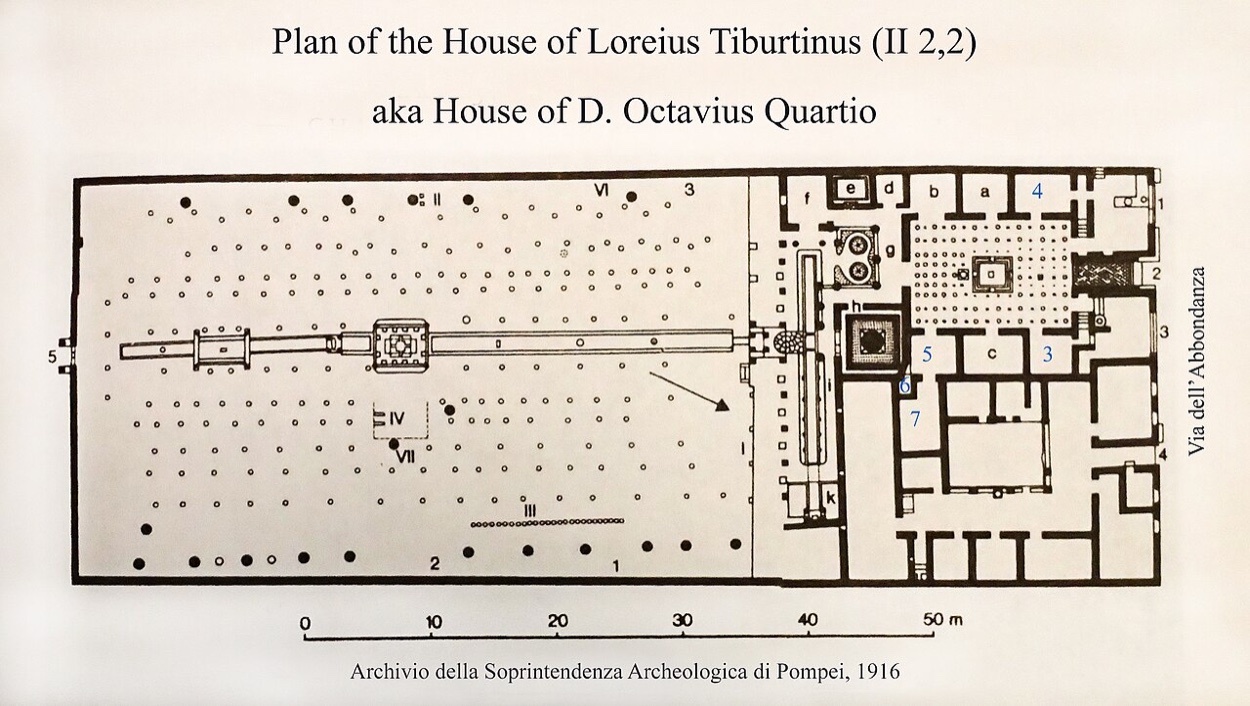 Plan of the House of Loreius Tiburtinus (II 2,2)
aka House of D. Octavius Quartio
VI 3
II
f e d b a 4
1
g
2
h
3
5
5 c 3
i
6
IV
7
VII
l
4
k
III
2 1
Via dell'Abbondanza
0 10 20 30 40 50 m
Archivio della Soprintendenza Archeologica di Pompei, 1916